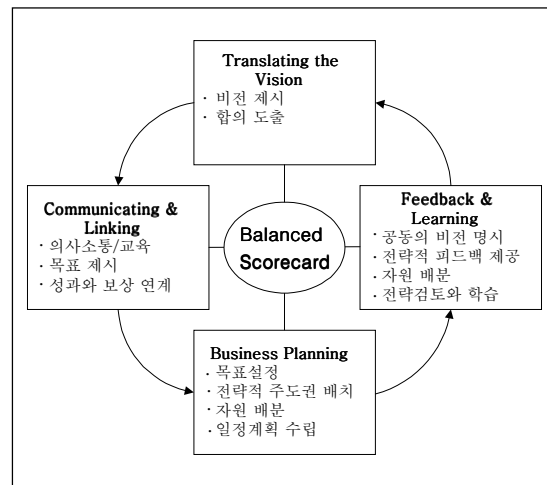 Translating the
Vision
· 비전 제시
· 합의 도출
Communicating &
Linking
· 의사소통/교육
· 목표 제시
· 성과와 보상 연계
Balanced
Scorecard
Feedback &
Learning
· 공동의 비전 명시
· 전략적 피드백 제공
· 자원 배분
· 전략검토와 학습
Business Planning
· 목표설정
· 전략적 주도권 배치
· 자원 배분
· 일정계획 수립